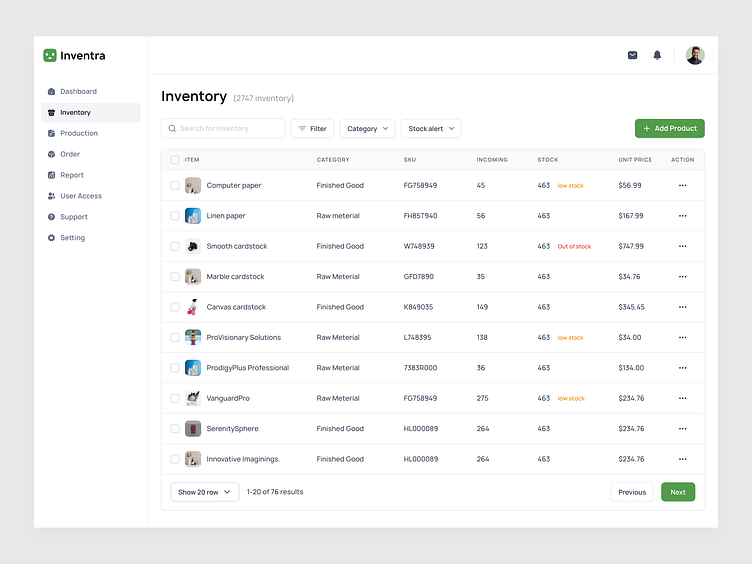 Inventra
Dashboard
Inventory
Production
Order
Report
User Access
Support
Setting
Inventory (2747 inventory)
Search for inventory
Filter
Category
Stock alert
+ Add Product
ITEM CATEGORY SKU INCOMING STOCK UNIT PRICE ACTION
Computer paper Finished Good FG758949 45 463 low stock $56.99
Linen paper Raw meterial FH85T940 56 463 $167.99
Smooth cardstock Finished Good W748939 123 463 Out of stock $747.99
Marble cardstock Raw Meterial GFD7890 35 463 $34.76
Canvas cardstock Finished Good K849035 149 463 $345.45
ProVisionary Solutions Raw Meterial L748395 138 463 low stock $34.00
ProdigyPlus Professional Raw Meterial 7383R000 36 463 $134.00
VanguardPro Raw Meterial FG758949 275 463 low stock $234.76
SerenitySphere Finished Good HL000089 264 463 $234.76
Innovative Imaginings. Finished Good HL000089 264 463 $234.76
Show 20 row
1-20 of 76 results
Previous
Next